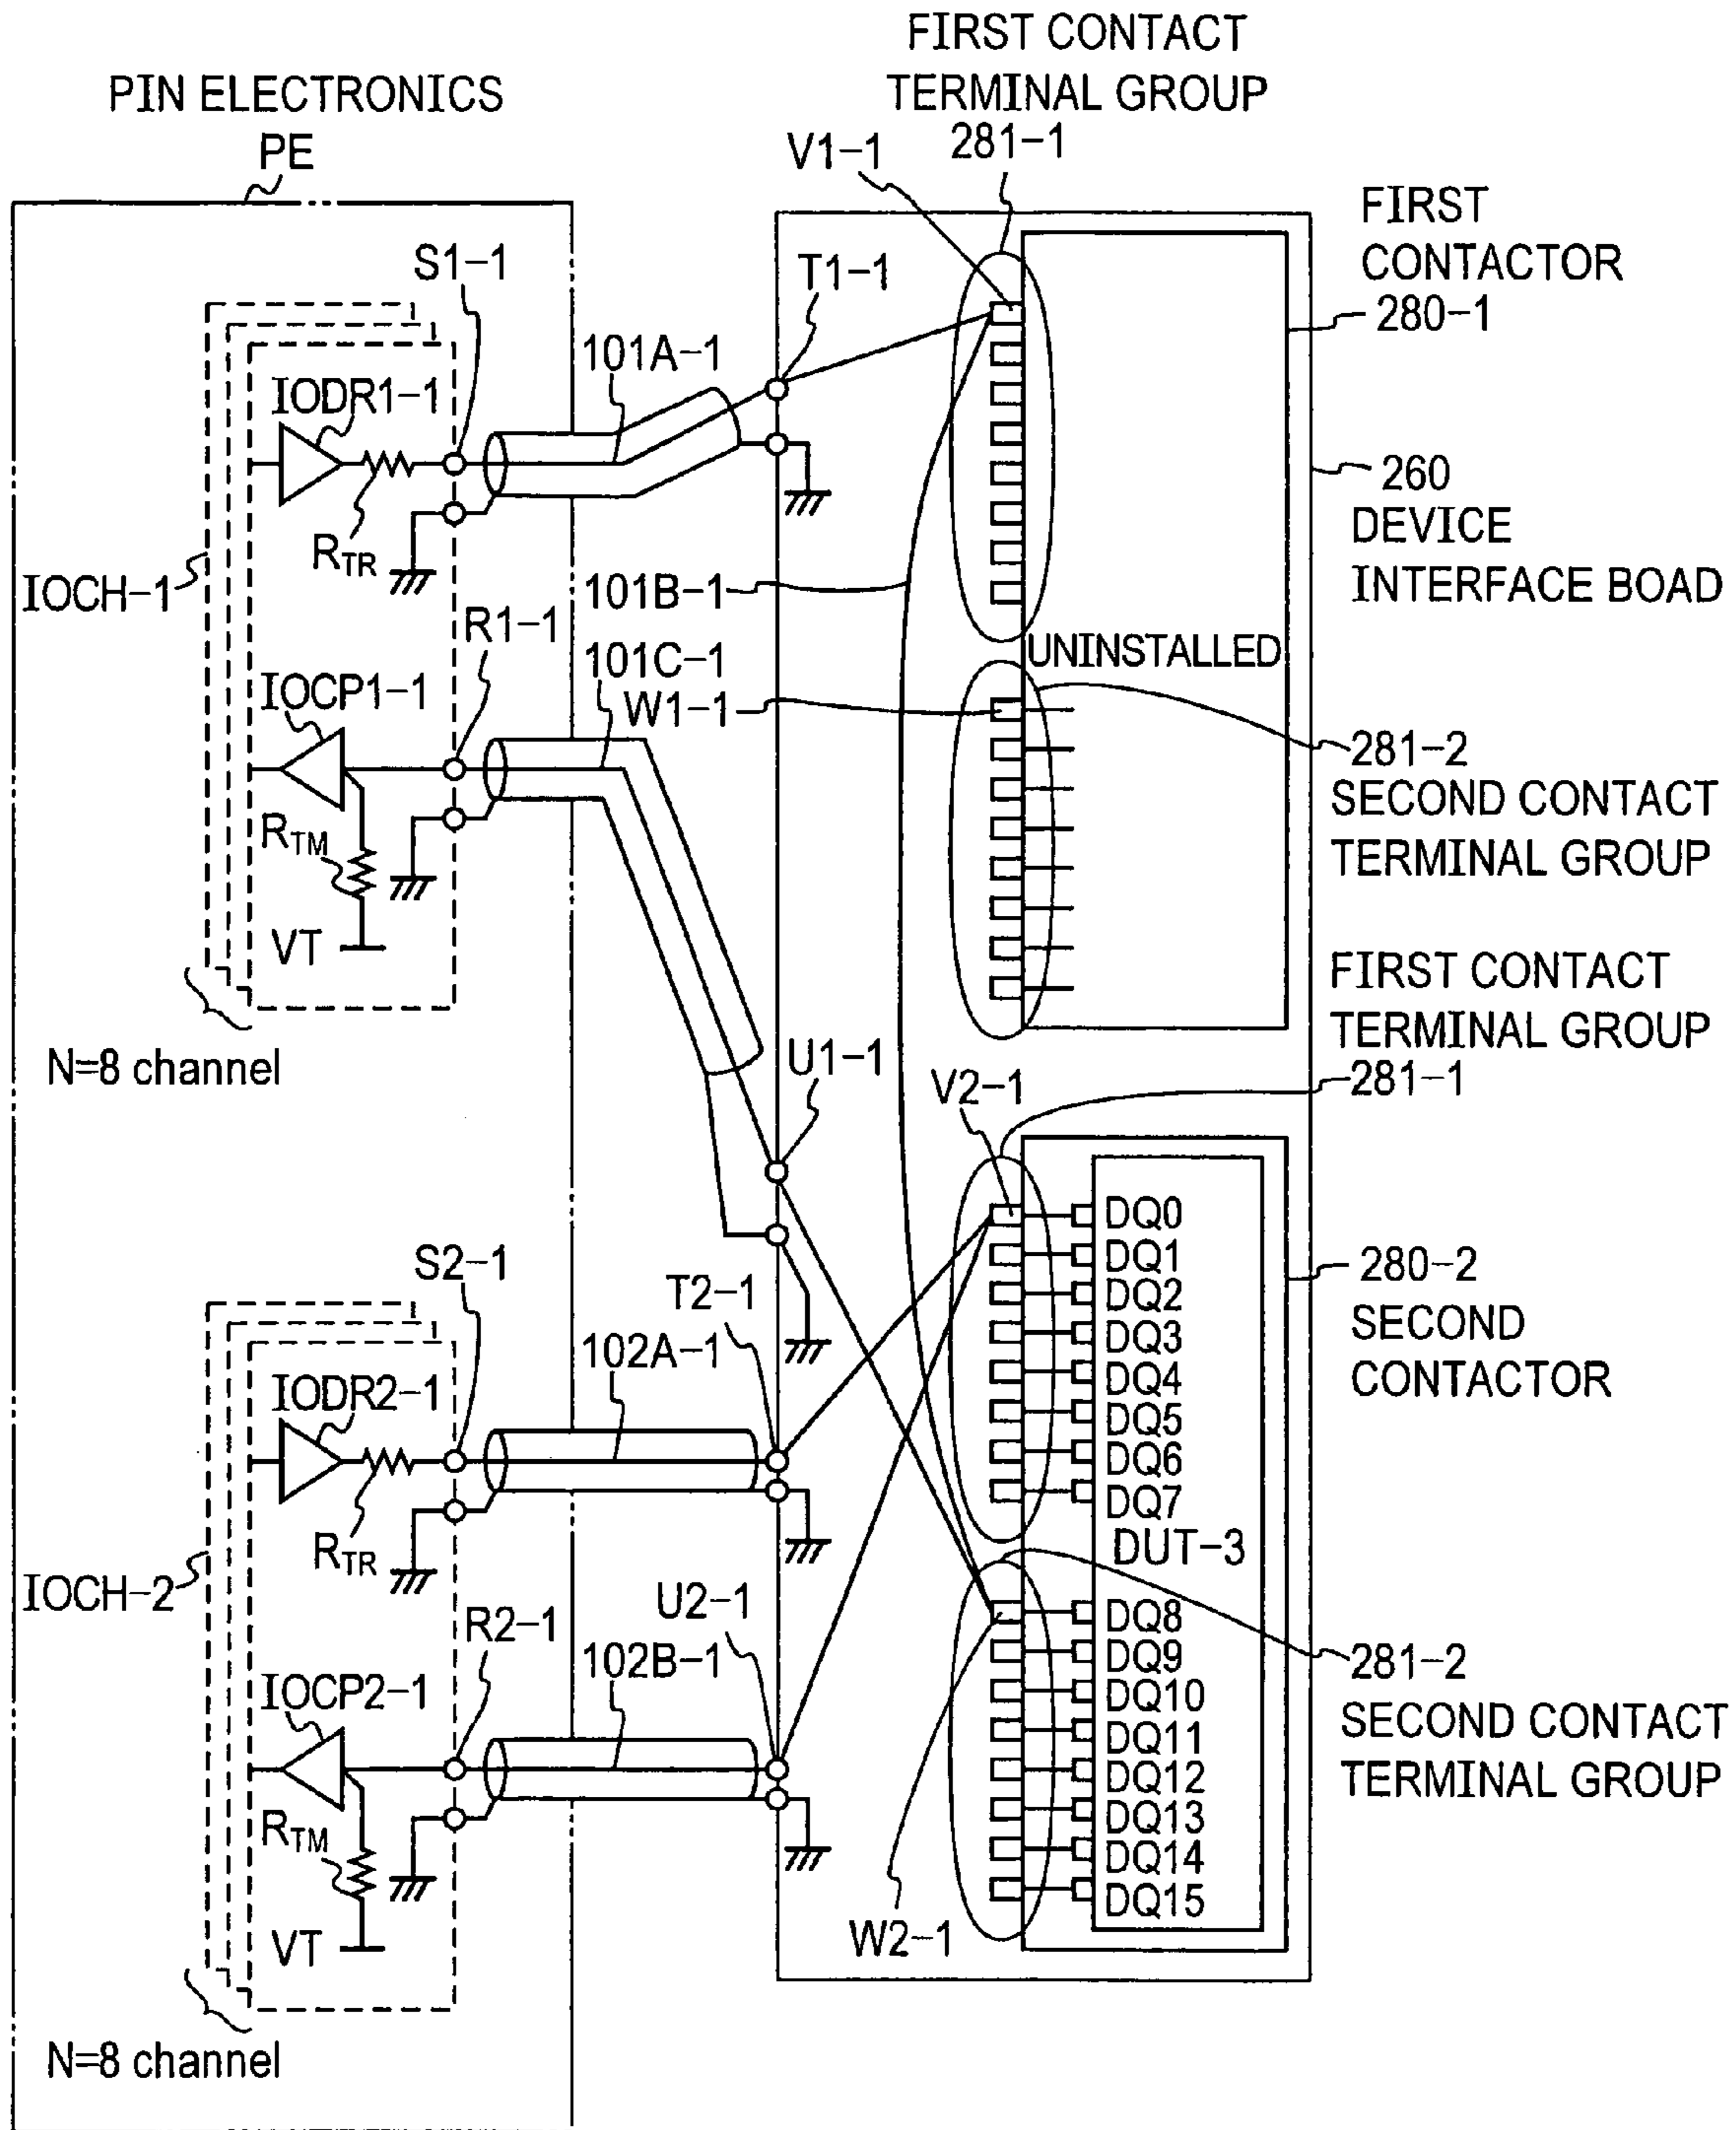 FIRST CONTACT
TERMINAL GROUP
281-1
PIN ELECTRONICS
PE
V1-1
FIRST
CONTACTOR
280-1
S1-1
T1-1
101A-1
IODR1-1
260
DEVICE
INTERFACE BOAD
RTR
IOCH-1
101B-1
R1-1
101C-1
UNINSTALLED
IOCP1-1
W1-1
281-2
SECOND CONTACT
TERMINAL GROUP
RTM
VT
FIRST CONTACT
TERMINAL GROUP
281-1
N=8 channel
U1-1
V2-1
DQ0
DQ1
DQ2
DQ3
DQ4
DQ5
DQ6
DQ7
DUT-3
DQ8
DQ9
DQ10
DQ11
DQ12
DQ13
DQ14
DQ15
280-2
SECOND
CONTACTOR
S2-1
T2-1
102A-1
IODR2-1
RTR
IOCH-2
U2-1
R2-1
102B-1
IOCP2-1
281-2
SECOND CONTACT
TERMINAL GROUP
RTM
VT
W2-1
N=8 channel